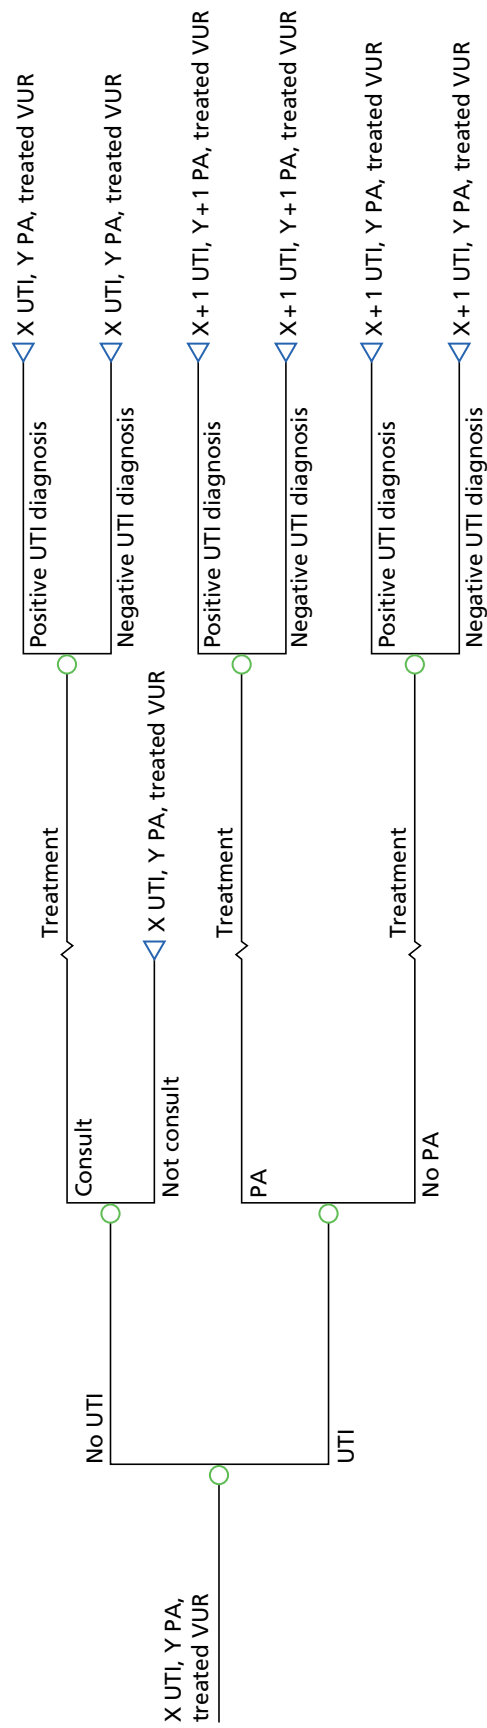 X UTI, Y PA,
treated VUR
No UTI
UTI
Consult
Not consult
PA
No PA
Treatment
X UTI, Y PA, treated VUR
Treatment
Treatment
Positive UTI diagnosis
Negative UTI diagnosis
Positive UTI diagnosis
Negative UTI diagnosis
Positive UTI diagnosis
Negative UTI diagnosis
X UTI, Y PA, treated VUR
X UTI, Y PA, treated VUR
X + 1 UTI, Y + 1 PA, treated VUR
X + 1 UTI, Y + 1 PA, treated VUR
X + 1 UTI, Y PA, treated VUR
X + 1 UTI, Y PA, treated VUR